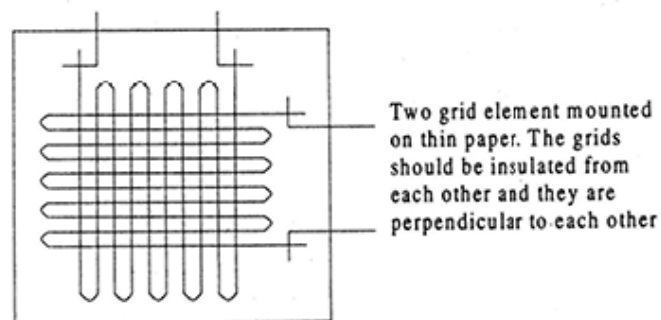 Two grid element mounted
on thin paper. The grids
should be insulated from
each other and they are
perpendicular to each other